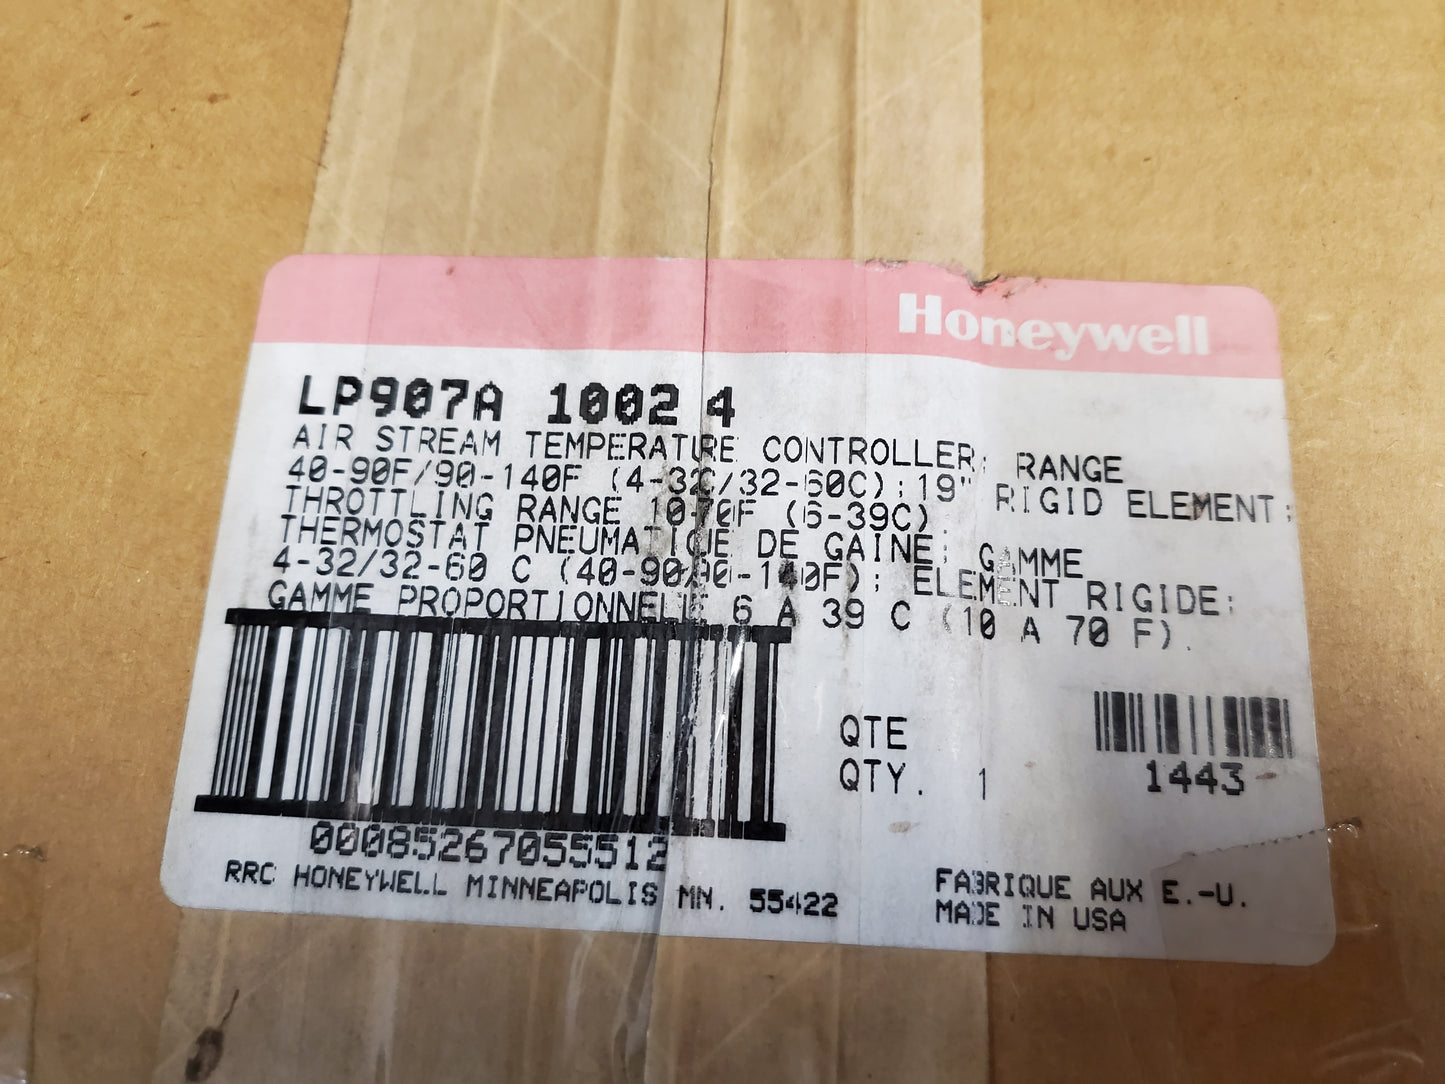 Honeywell
LP907A 1002 4
AIR STREAM TEMPERATURE CONTROLLER; RANGE
40-90F/90-140F (4-32C/32-60C);19" RIGID ELEMENT;
THROTTLING RANGE 10-70F (6-39C)
THERMOSTAT PNEUMATIQUE DE GAINE; GAMME
4-32/32-60 C (40-90/90-140F); ELEMENT RIGIDE;
GAMME PROPORTIONNELLE 6 A 39 C (10 A 70 F).
QTE
QTY. 1
1443
00085267055512
RRC HONEYWELL MINNEAPOLIS MN. 55422
FABRIQUE AUX E.-U.
MADE IN USA